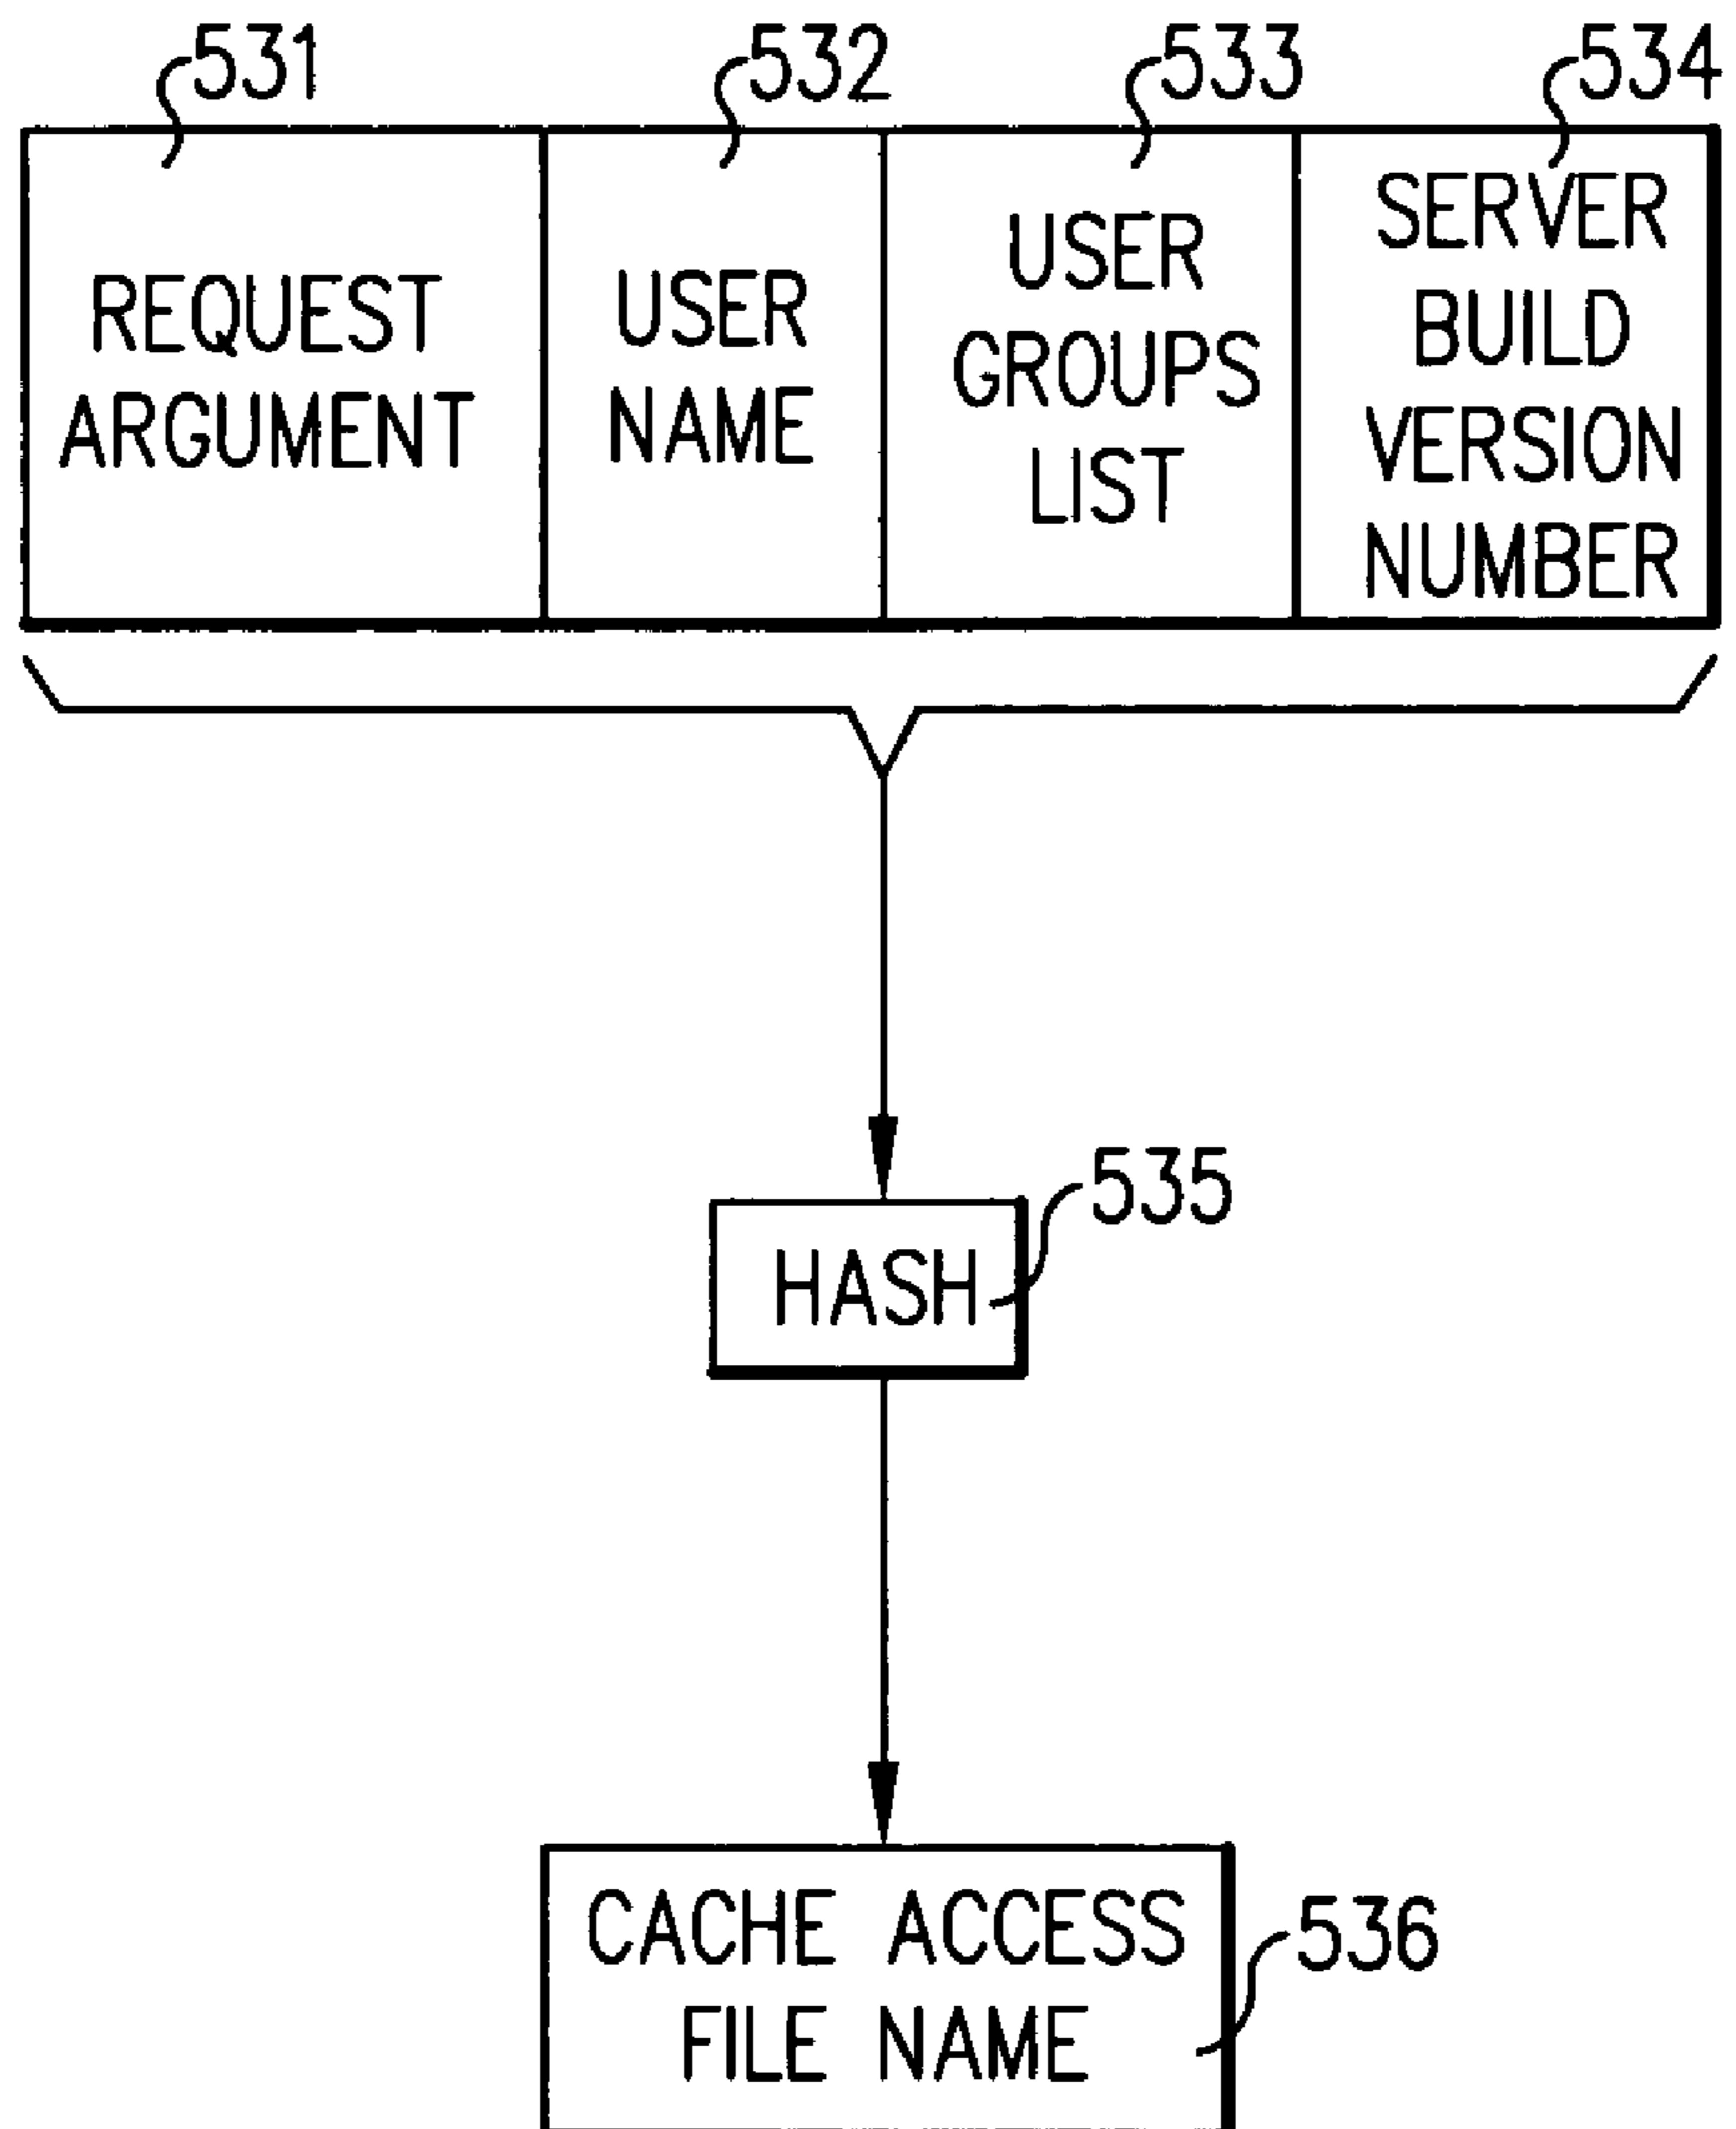 531
532
533
534
REQUEST
ARGUMENT
USER
NAME
USER
GROUPS
LIST
SERVER
BUILD
VERSION
NUMBER
535
HASH
CACHE ACCESS
FILE NAME
536